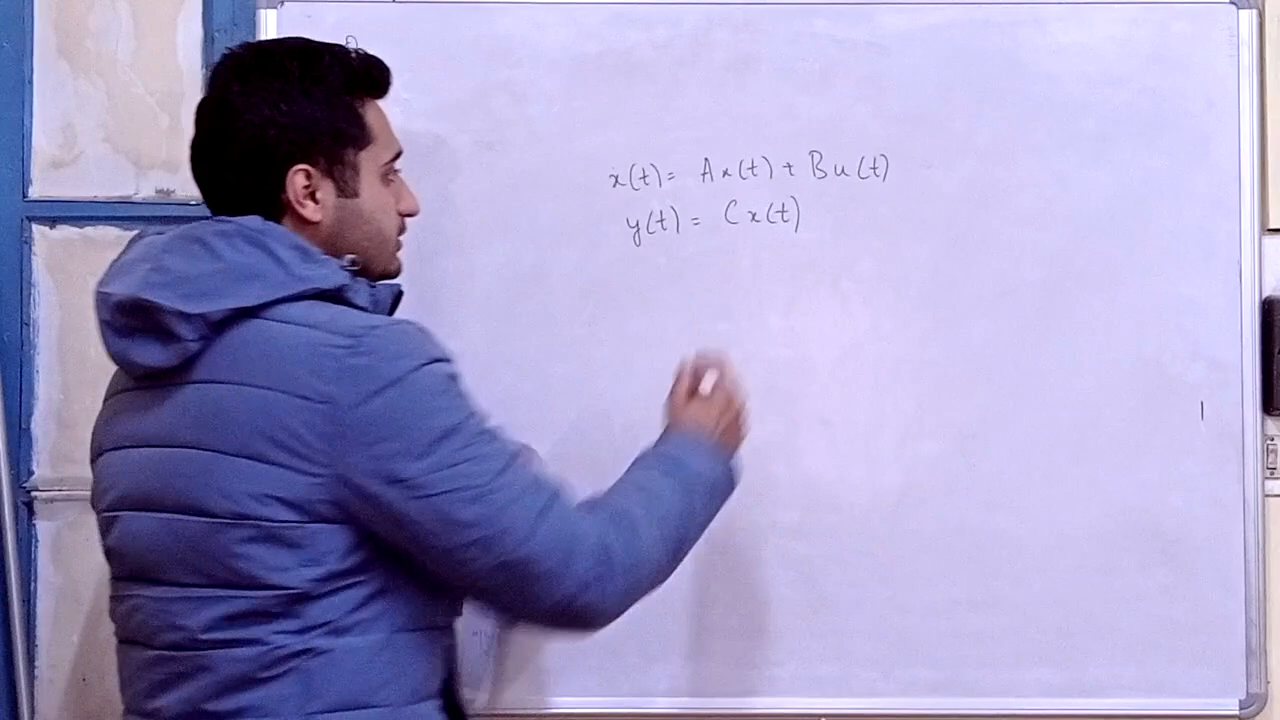 ẋ(t) = Ax(t) + Bu(t)
y(t) = Cx(t)